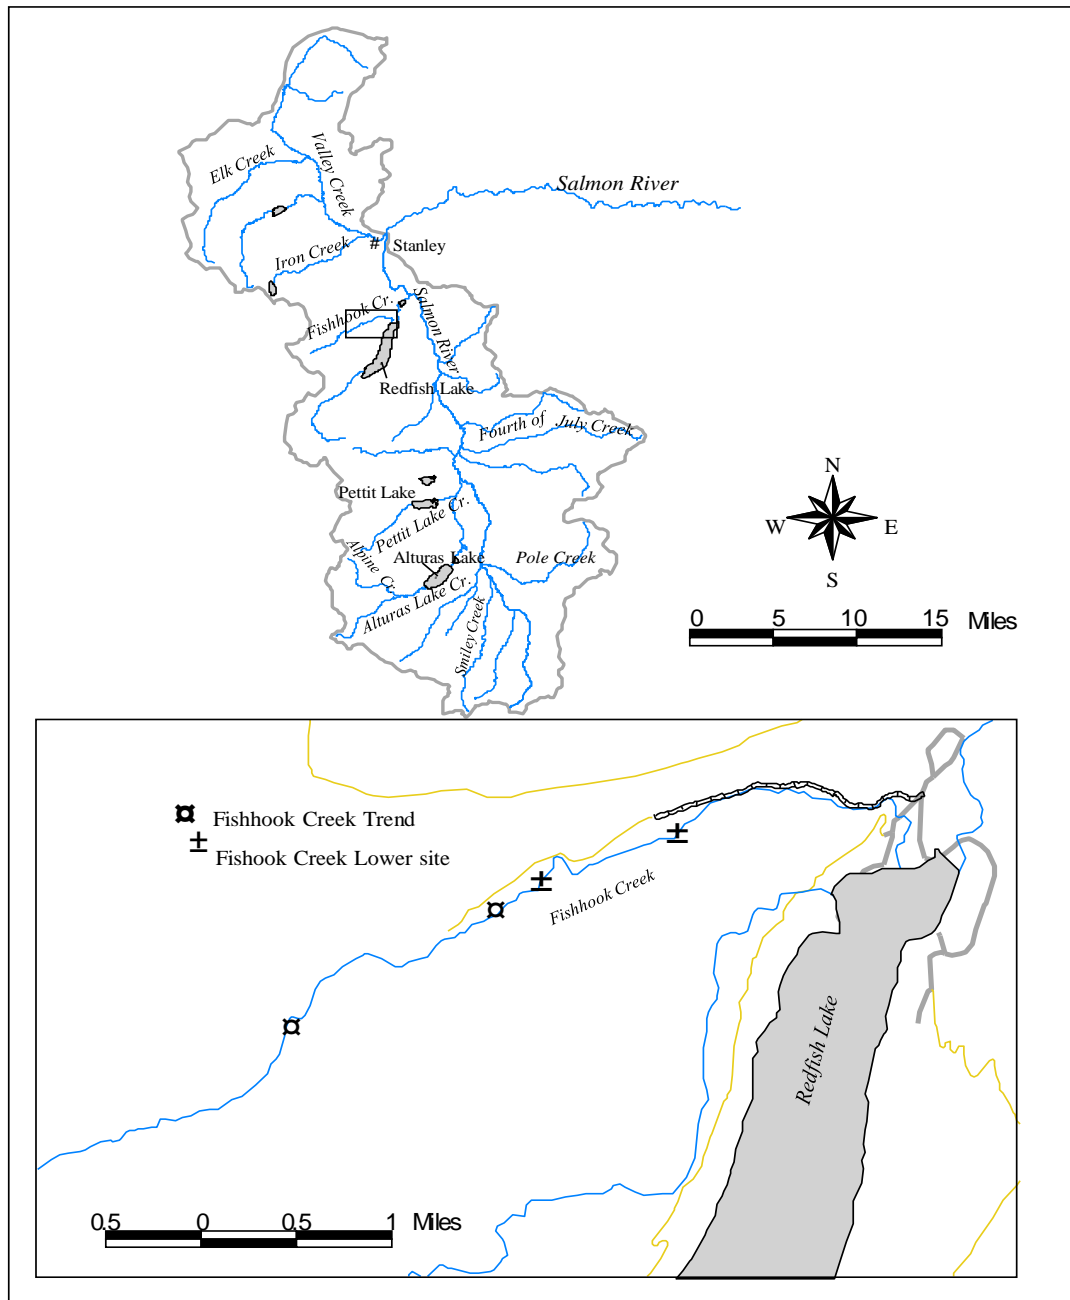 Elk Creek
Valley Creek
Salmon River
Iron Creek
#
Stanley
Fishhook Cr.
Salmon River
Redfish Lake
Fourth of July Creek
Pettit Lake
Pettit Lake Cr.
Alpine Cr.
Alturas Lake
Alturas Lake Cr.
Pole Creek
Smiley Creek
N
W
E
S
0 5 10 15 Miles
Fishhook Creek Trend
Fishook Creek Lower site
Fishhook Creek
Redfish Lake
0.5 0 0.5 1 Miles